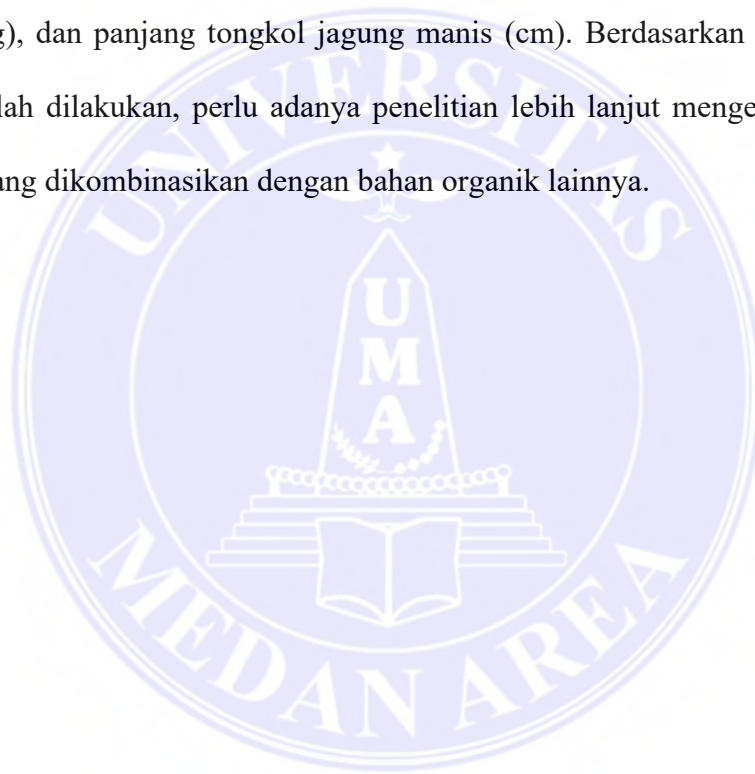 g), dan panjang tongkol jagung manis (cm). Berdasarkan
lah dilakukan, perlu adanya penelitian lebih lanjut menge
ang dikombinasikan dengan bahan organik lainnya.
UNIVERSITAS
UMA
MEDAN AREA